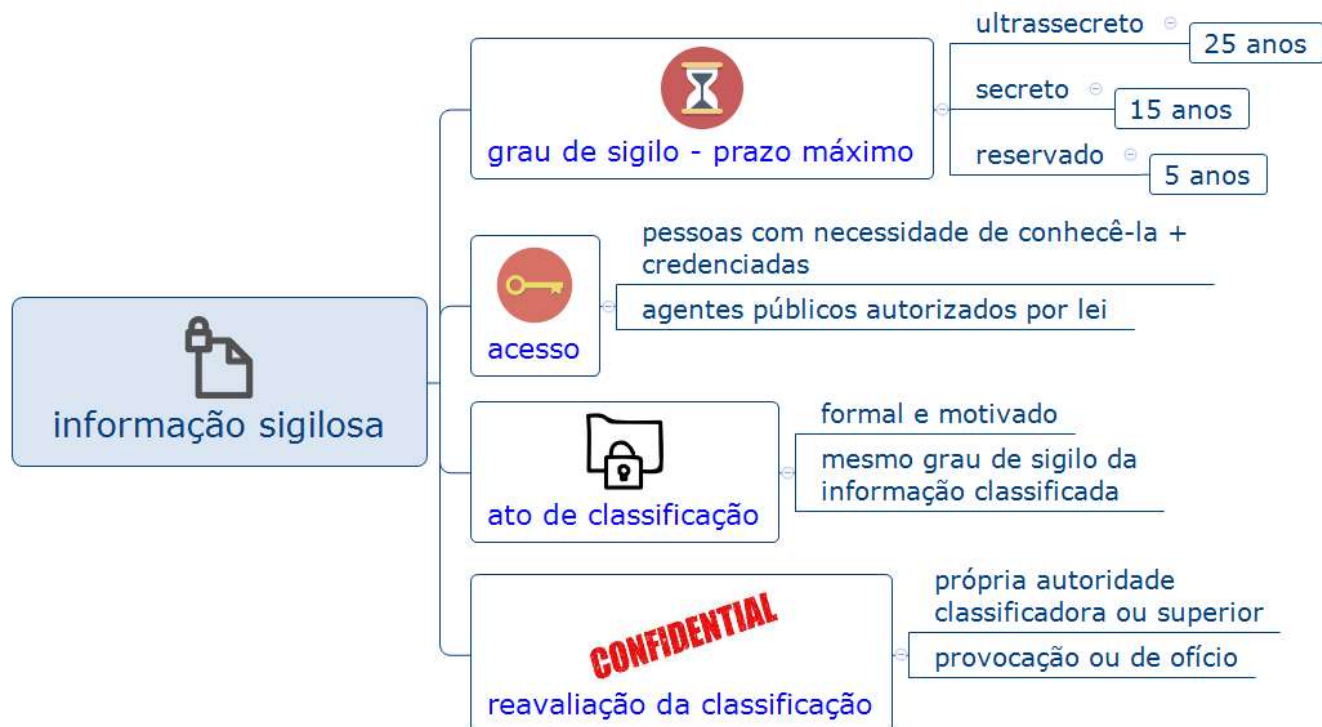 ultrassecreto
25 anos
secreto
15 anos
grau de sigilo - prazo máximo
reservado
5 anos
pessoas com necessidade de conhecê-la +
credenciadas
agentes públicos autorizados por lei
acesso
informação sigilosa
formal e motivado
mesmo grau de sigilo da
informação classificada
ato de classificação
própria autoridade
classificadora ou superior
CONFIDENTIAL
provocação ou de ofício
reavaliação da classificação